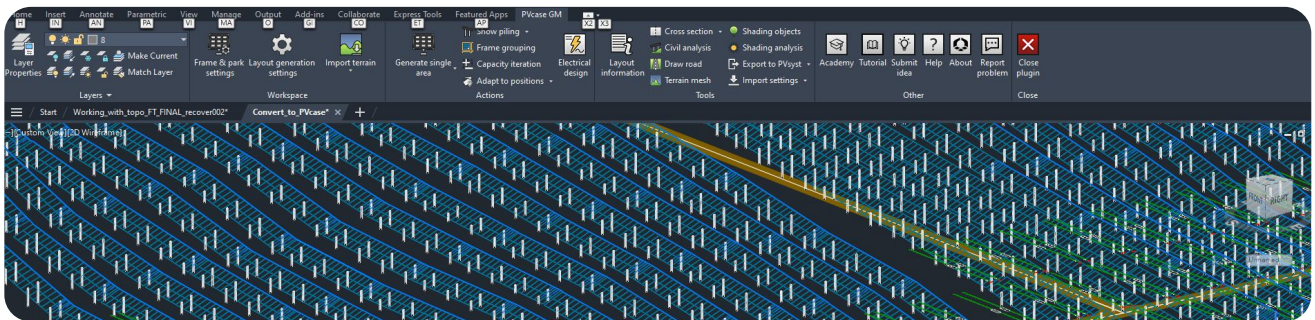 Home Insert Annotate Parametric View Manage Output Add-ins Collaborate Express Tools Featured Apps PVcase GM
H IN AN PA VI MA O GI CO ET AP X2 X3
8
Make Current
Match Layer
Layer Properties
Layers
Frame & park settings
Layout generation settings
Import terrain
Workspace
Generate single area
Show piling
Frame grouping
Capacity iteration
Adapt to positions
Electrical design
Actions
Layout information
Cross section
Civil analysis
Draw road
Terrain mesh
Shading objects
Shading analysis
Export to PVsyst
Import settings
Tools
Academy Tutorial Submit idea Help About Report problem
Other
Close plugin
Close
Start Working_with_topo_FT_FINAL_recover002* Convert_to_PVcase*
[-][Custom View][2D Wireframe]
FRONT RIGHT
Unnamed